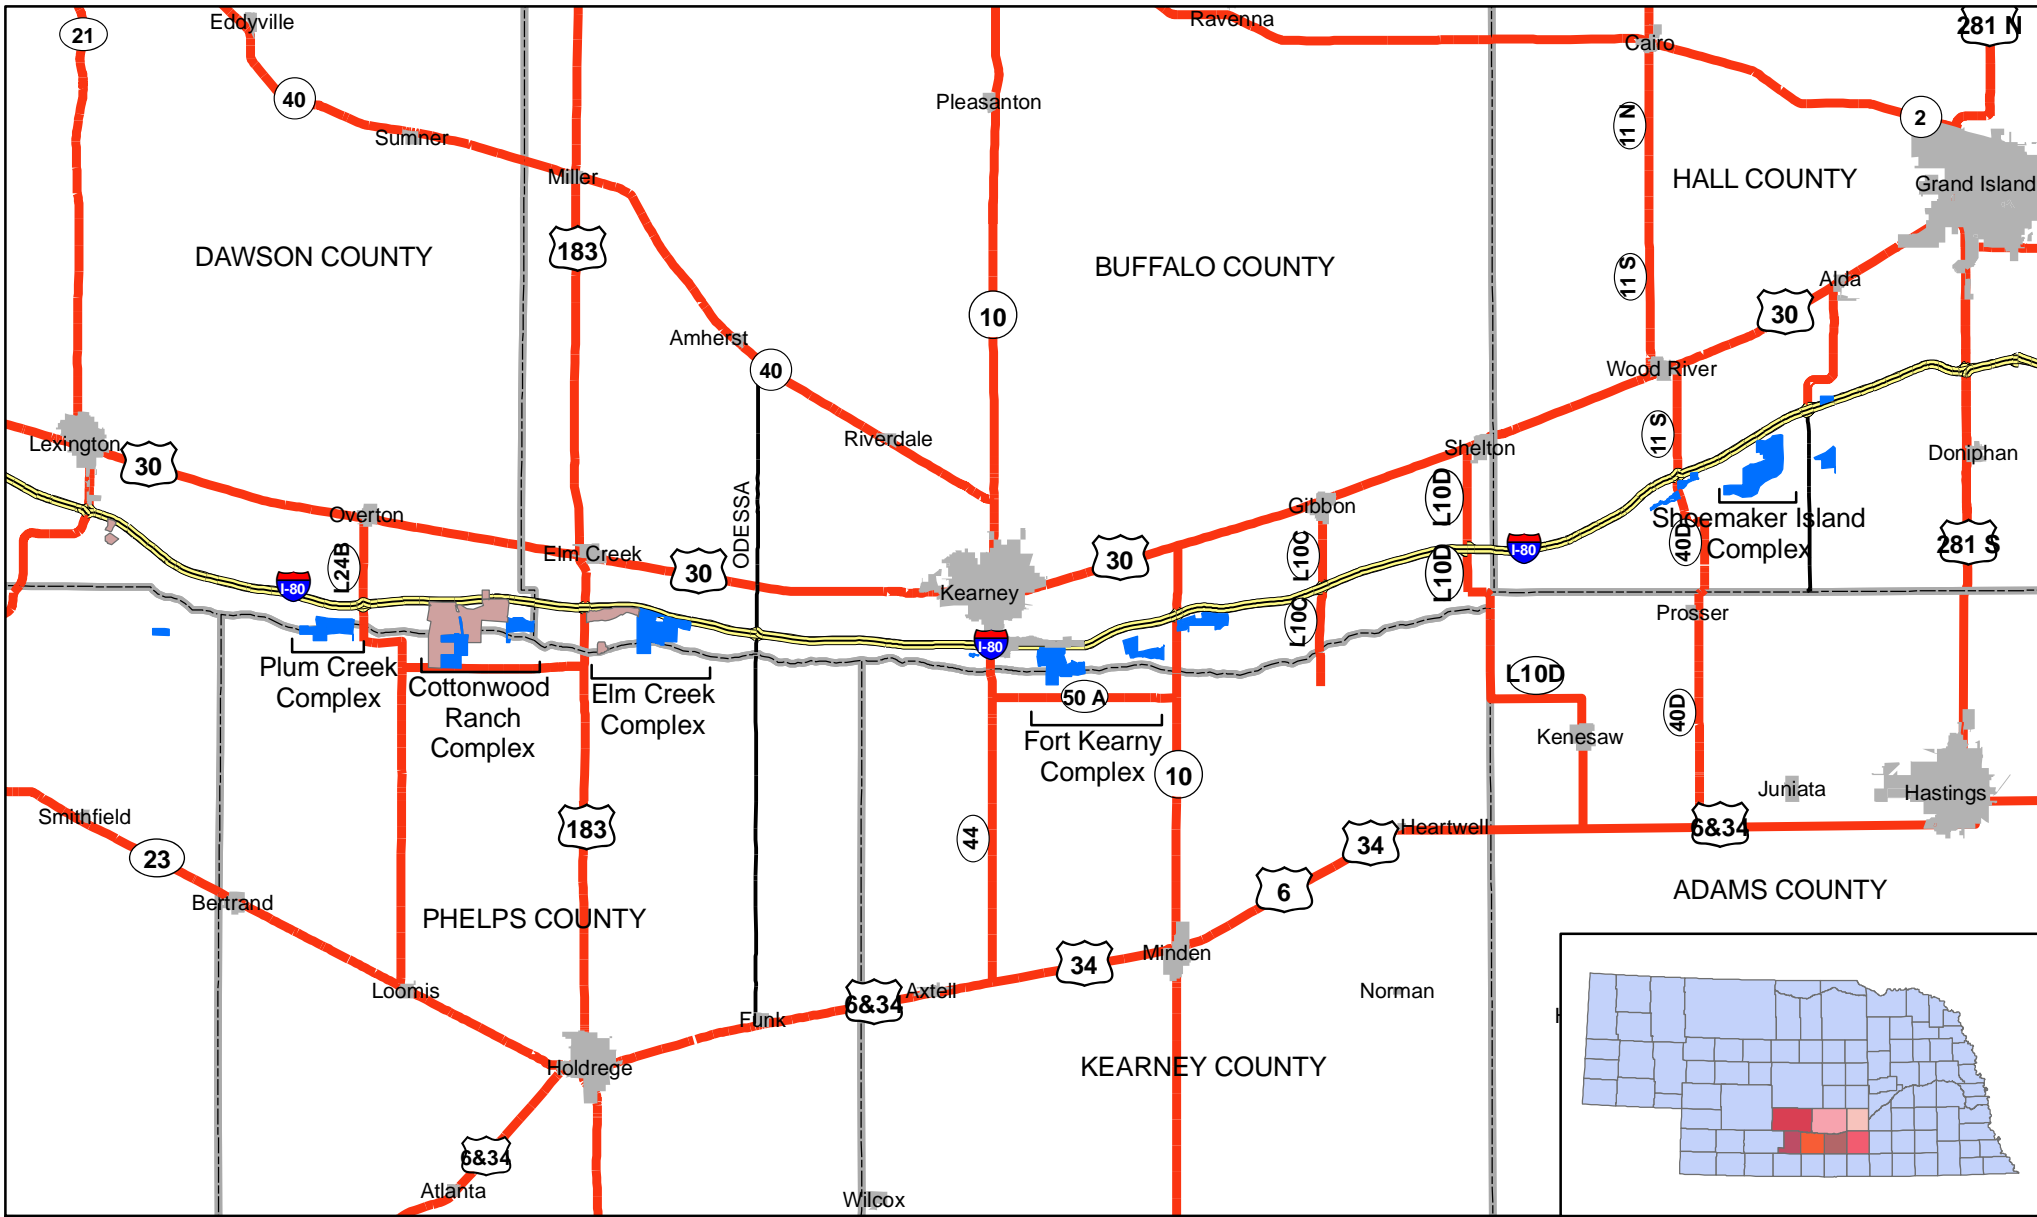 Eddyville
Ravenna
281 N
21
Cairo
40
Pleasanton
11 N
2
Sumner
Miller
HALL COUNTY
Grand Island
183
DAWSON COUNTY
BUFFALO COUNTY
11 S
Alda
10
30
Amherst
40
Wood River
Lexington
30
Riverdale
11 S
Shelton
Doniphan
Overton
ODESSA
Gibbon
L10D
Shoemaker Island
Complex
40D
281 S
Elm Creek
L24B
30
30
L10C
L10D
I-80
I-80
Kearney
Prosser
L10C
I-80
Plum Creek
Complex
Cottonwood
Ranch
Complex
Elm Creek
Complex
50 A
L10D
40D
Fort Kearny
Complex
10
Kenesaw
Juniata
Hastings
Smithfield
23
183
44
34
Heartwell
6&34
Bertrand
6
ADAMS COUNTY
PHELPS COUNTY
Minden
34
Loomis
6&34
Axtell
Norman
Funk
Holdrege
KEARNEY COUNTY
6&34
Atlanta
Wilcox